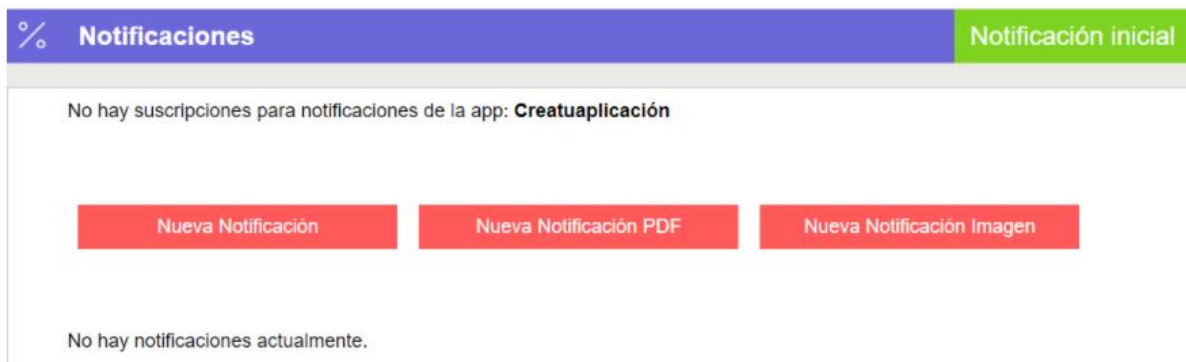 Notificaciones
Notificación inicial
No hay suscripciones para notificaciones de la app: Creatuaplicación
Nueva Notificación
Nueva Notificación PDF
Nueva Notificación Imagen
No hay notificaciones actualmente.